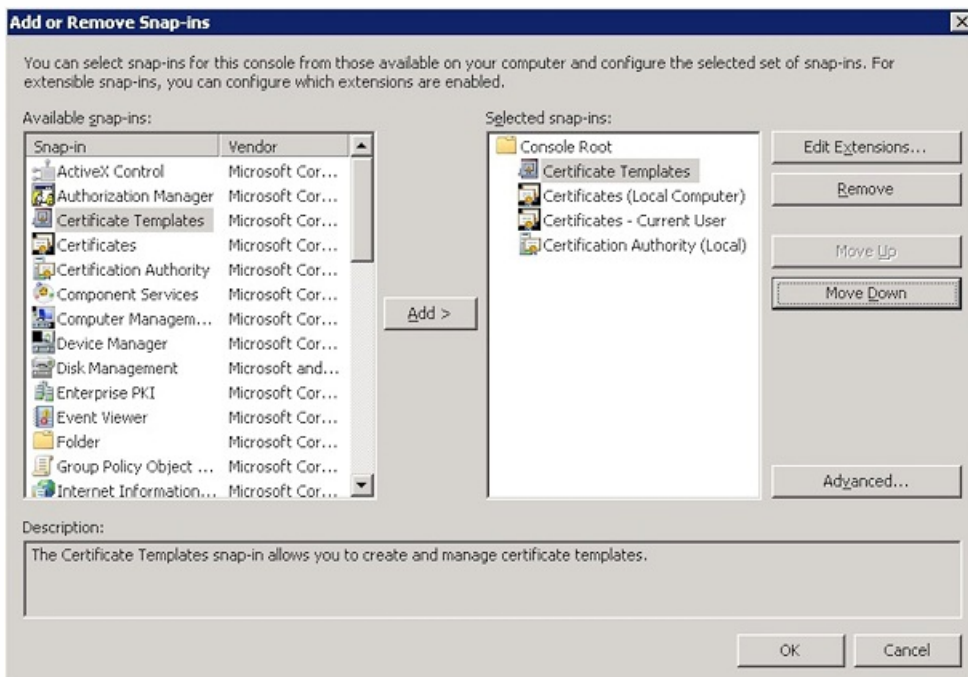 Add or Remove Snap-ins
You can select snap-ins for this console from those available on your computer and configure the selected set of snap-ins. For
extensible snap-ins, you can configure which extensions are enabled.
Available snap-ins:
Snap-in Vendor
ActiveX Control Microsoft Cor...
Authorization Manager Microsoft Cor...
Certificate Templates Microsoft Cor...
Certificates Microsoft Cor...
Certification Authority Microsoft Cor...
Component Services Microsoft Cor...
Computer Managem... Microsoft Cor...
Device Manager Microsoft Cor...
Disk Management Microsoft and...
Enterprise PKI Microsoft Cor...
Event Viewer Microsoft Cor...
Folder Microsoft Cor...
Group Policy Object ... Microsoft Cor...
Internet Information... Microsoft Cor...
Add >
Selected snap-ins:
Console Root
Certificate Templates
Certificates (Local Computer)
Certificates - Current User
Certification Authority (Local)
Edit Extensions...
Remove
Move Up
Move Down
Advanced...
Description:
The Certificate Templates snap-in allows you to create and manage certificate templates.
OK
Cancel